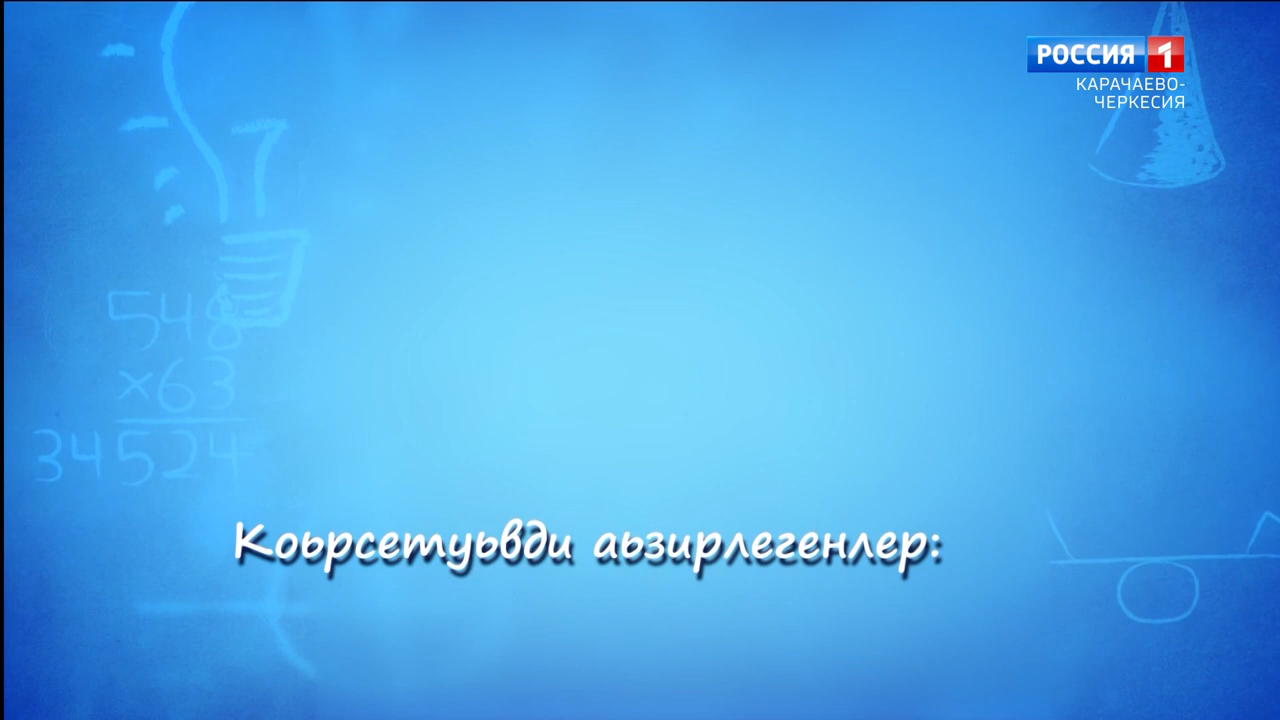 РОССИЯ 1
КАРАЧАЕВО-
ЧЕРКЕСИЯ
548
×63
34524
Коьрсетуьвди аьзирлегенлер: